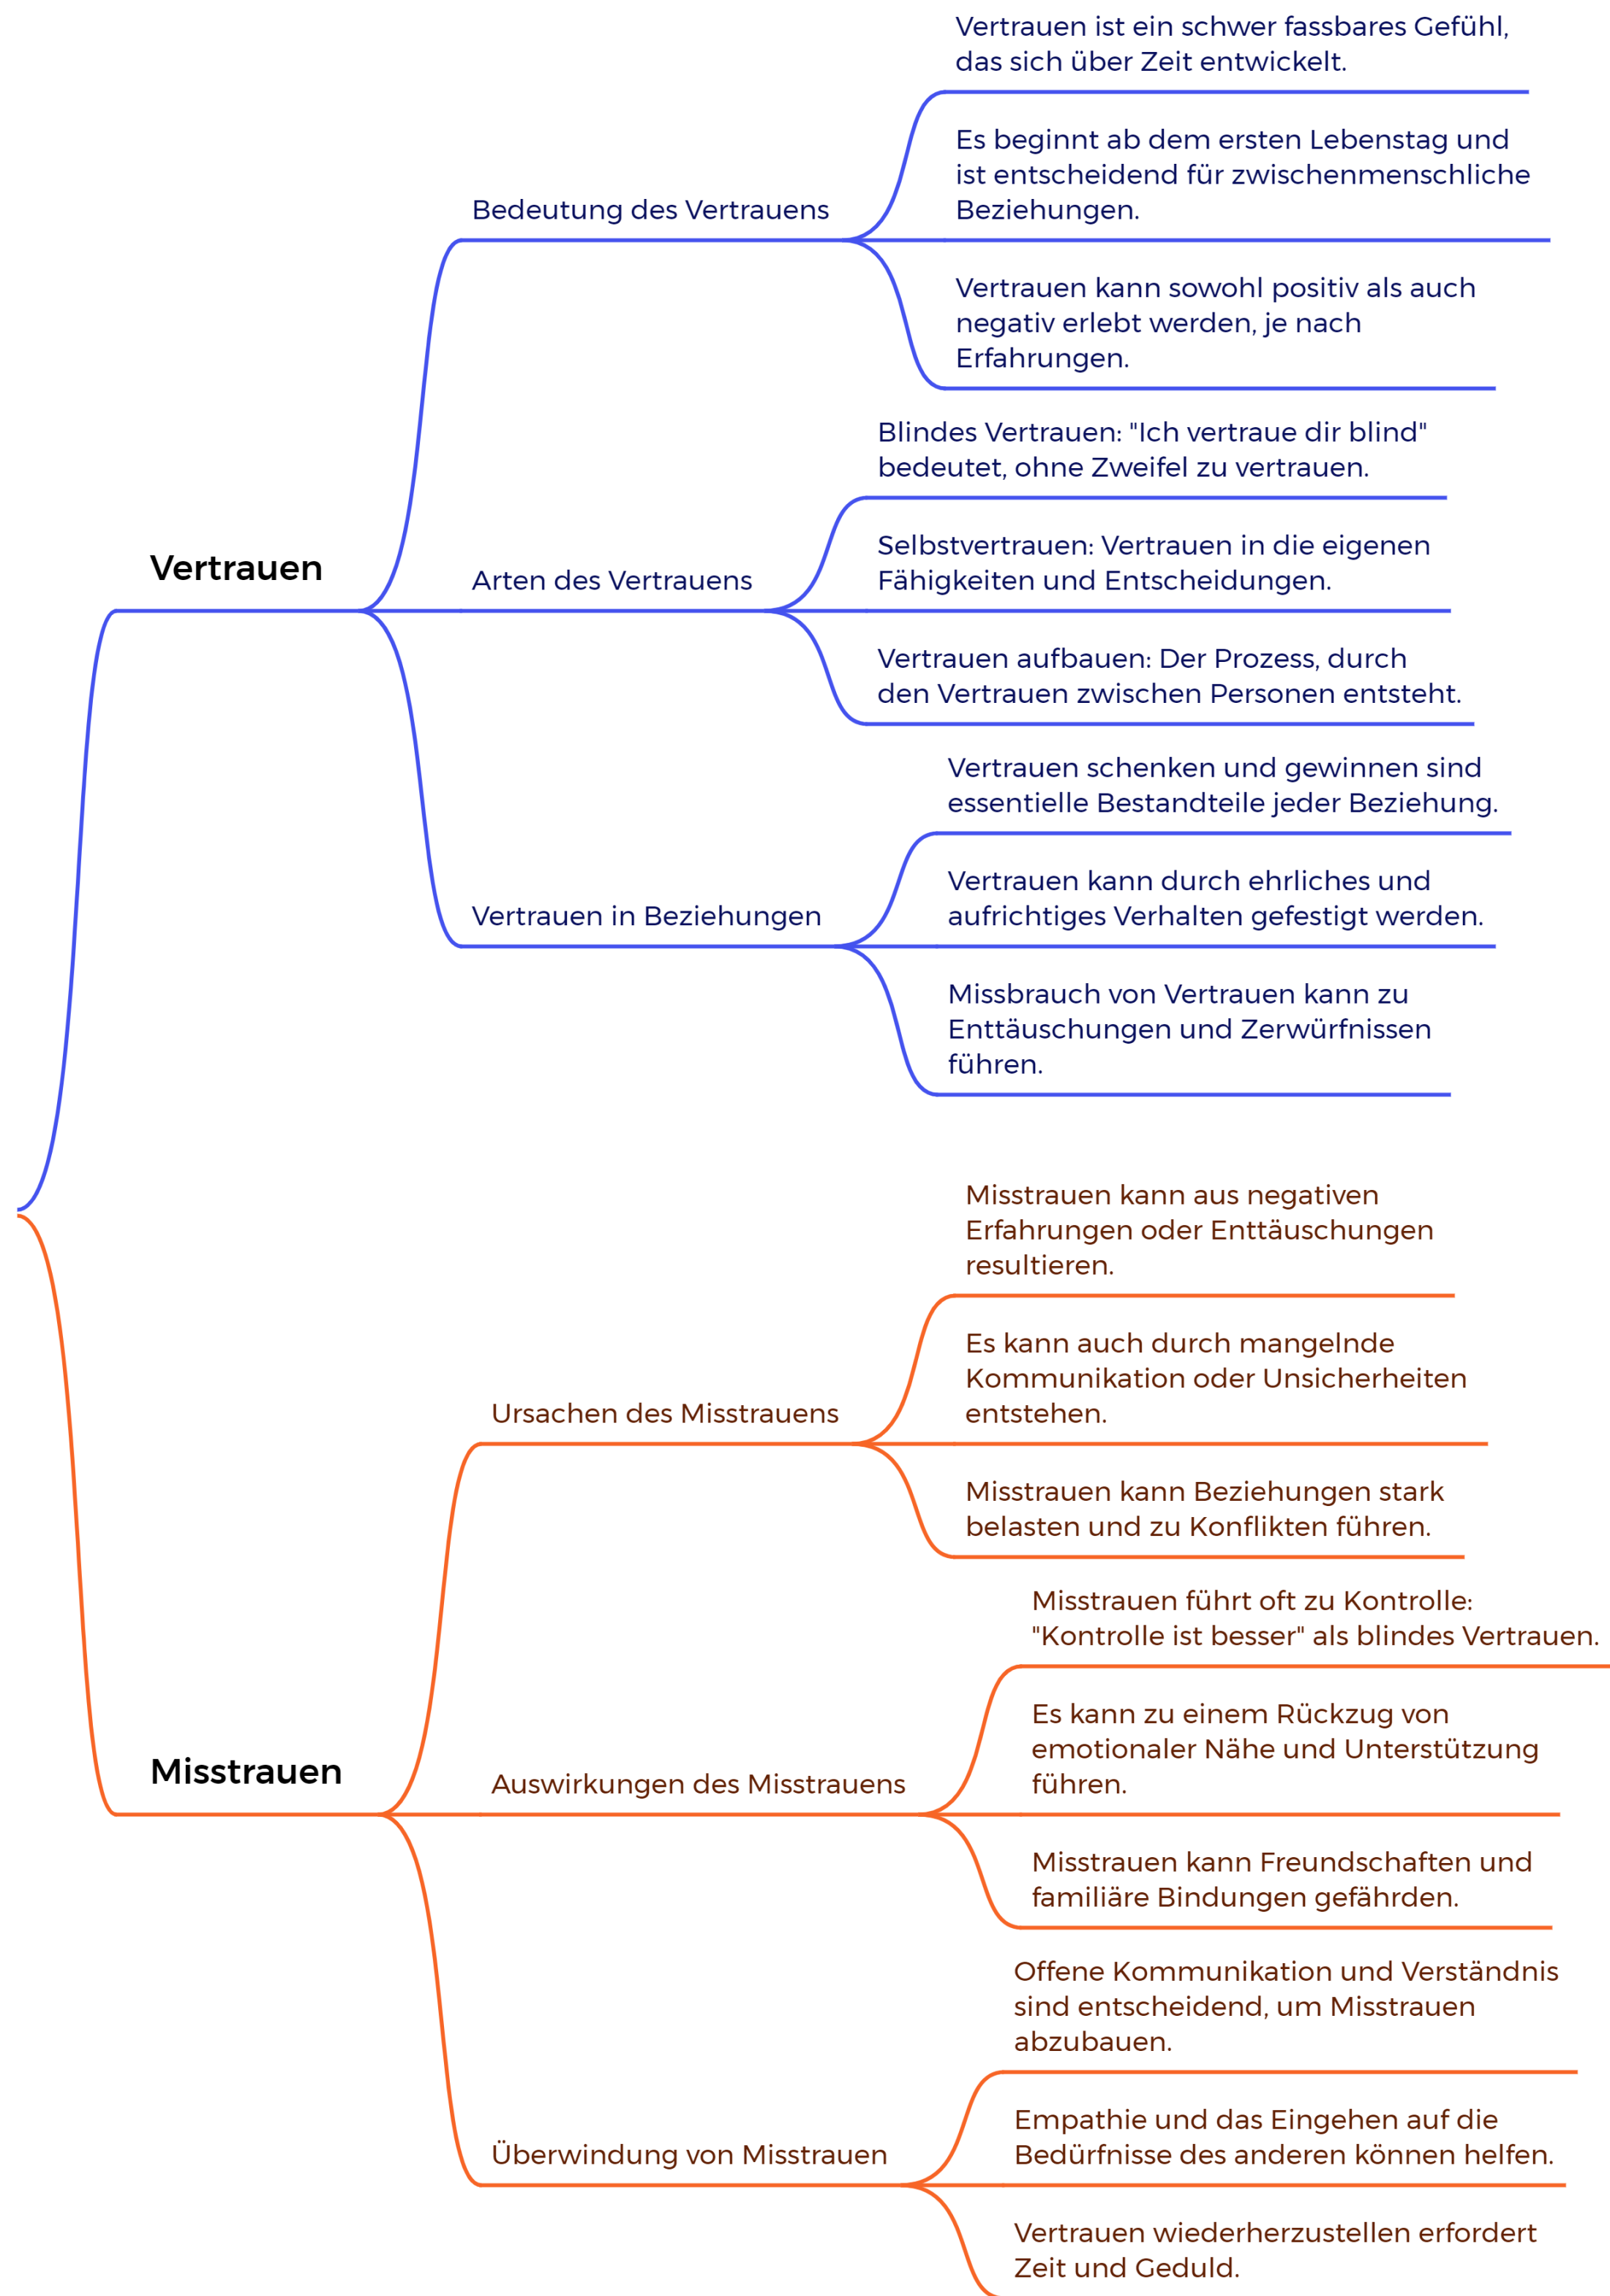 Vertrauen
Bedeutung des Vertrauens
Vertrauen ist ein schwer fassbares Gefühl,
das sich über Zeit entwickelt.
Es beginnt ab dem ersten Lebenstag und
ist entscheidend für zwischenmenschliche
Beziehungen.
Vertrauen kann sowohl positiv als auch
negativ erlebt werden, je nach
Erfahrungen.
Arten des Vertrauens
Blindes Vertrauen: "Ich vertraue dir blind"
bedeutet, ohne Zweifel zu vertrauen.
Selbstvertrauen: Vertrauen in die eigenen
Fähigkeiten und Entscheidungen.
Vertrauen aufbauen: Der Prozess, durch
den Vertrauen zwischen Personen entsteht.
Vertrauen in Beziehungen
Vertrauen schenken und gewinnen sind
essentielle Bestandteile jeder Beziehung.
Vertrauen kann durch ehrliches und
aufrichtiges Verhalten gefestigt werden.
Missbrauch von Vertrauen kann zu
Enttäuschungen und Zerwürfnissen
führen.
Misstrauen
Ursachen des Misstrauens
Misstrauen kann aus negativen
Erfahrungen oder Enttäuschungen
resultieren.
Es kann auch durch mangelnde
Kommunikation oder Unsicherheiten
entstehen.
Misstrauen kann Beziehungen stark
belasten und zu Konflikten führen.
Auswirkungen des Misstrauens
Misstrauen führt oft zu Kontrolle:
"Kontrolle ist besser" als blindes Vertrauen.
Es kann zu einem Rückzug von
emotionaler Nähe und Unterstützung
führen.
Misstrauen kann Freundschaften und
familiäre Bindungen gefährden.
Überwindung von Misstrauen
Offene Kommunikation und Verständnis
sind entscheidend, um Misstrauen
abzubauen.
Empathie und das Eingehen auf die
Bedürfnisse des anderen können helfen.
Vertrauen wiederherzustellen erfordert
Zeit und Geduld.